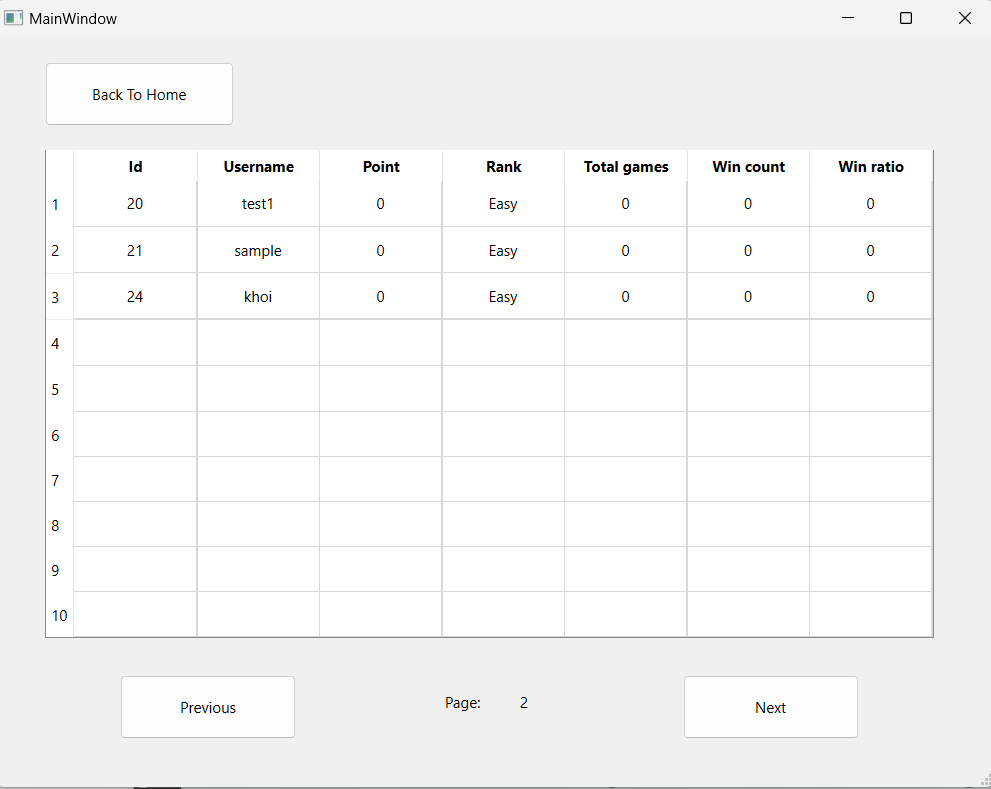 MainWindow
Back To Home
Id Username Point Rank Total games Win count Win ratio
1 20 test1 0 Easy 0 0 0
2 21 sample 0 Easy 0 0 0
3 24 khoi 0 Easy 0 0 0
4
5
6
7
8
9
10
Previous Page: 2 Next